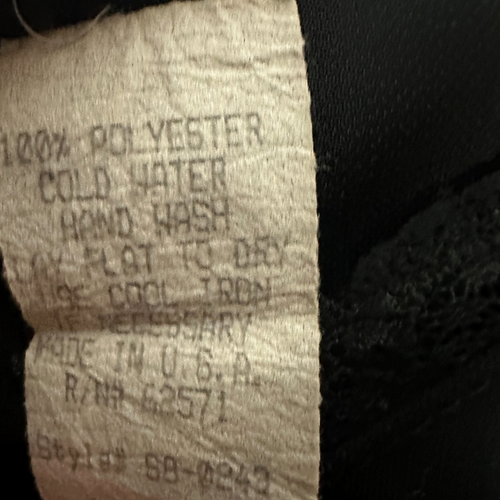 100% POLYESTER
COLD WATER
HAND WASH
LAY FLAT TO DRY
USE COOL IRON
IF NECESSARY
MADE IN U.S.A.
R/N# 62571
Style# SB-0243